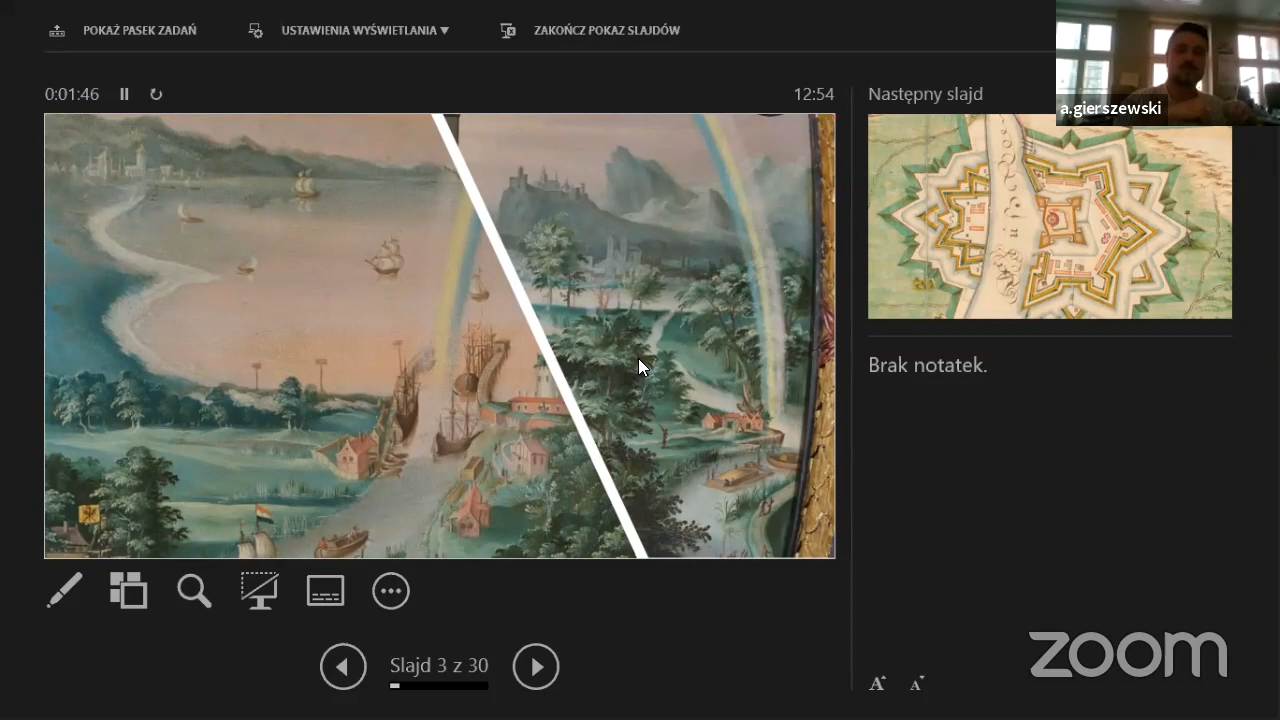 POKAŻ PASEK ZADAŃ
USTAWIENIA WYŚWIETLANIA ▼
ZAKOŃCZ POKAZ SLAJDÓW
a.gierszewski
0:01:46
12:54
Następny slajd
Brak notatek.
Slajd 3 z 30
A A
zoom